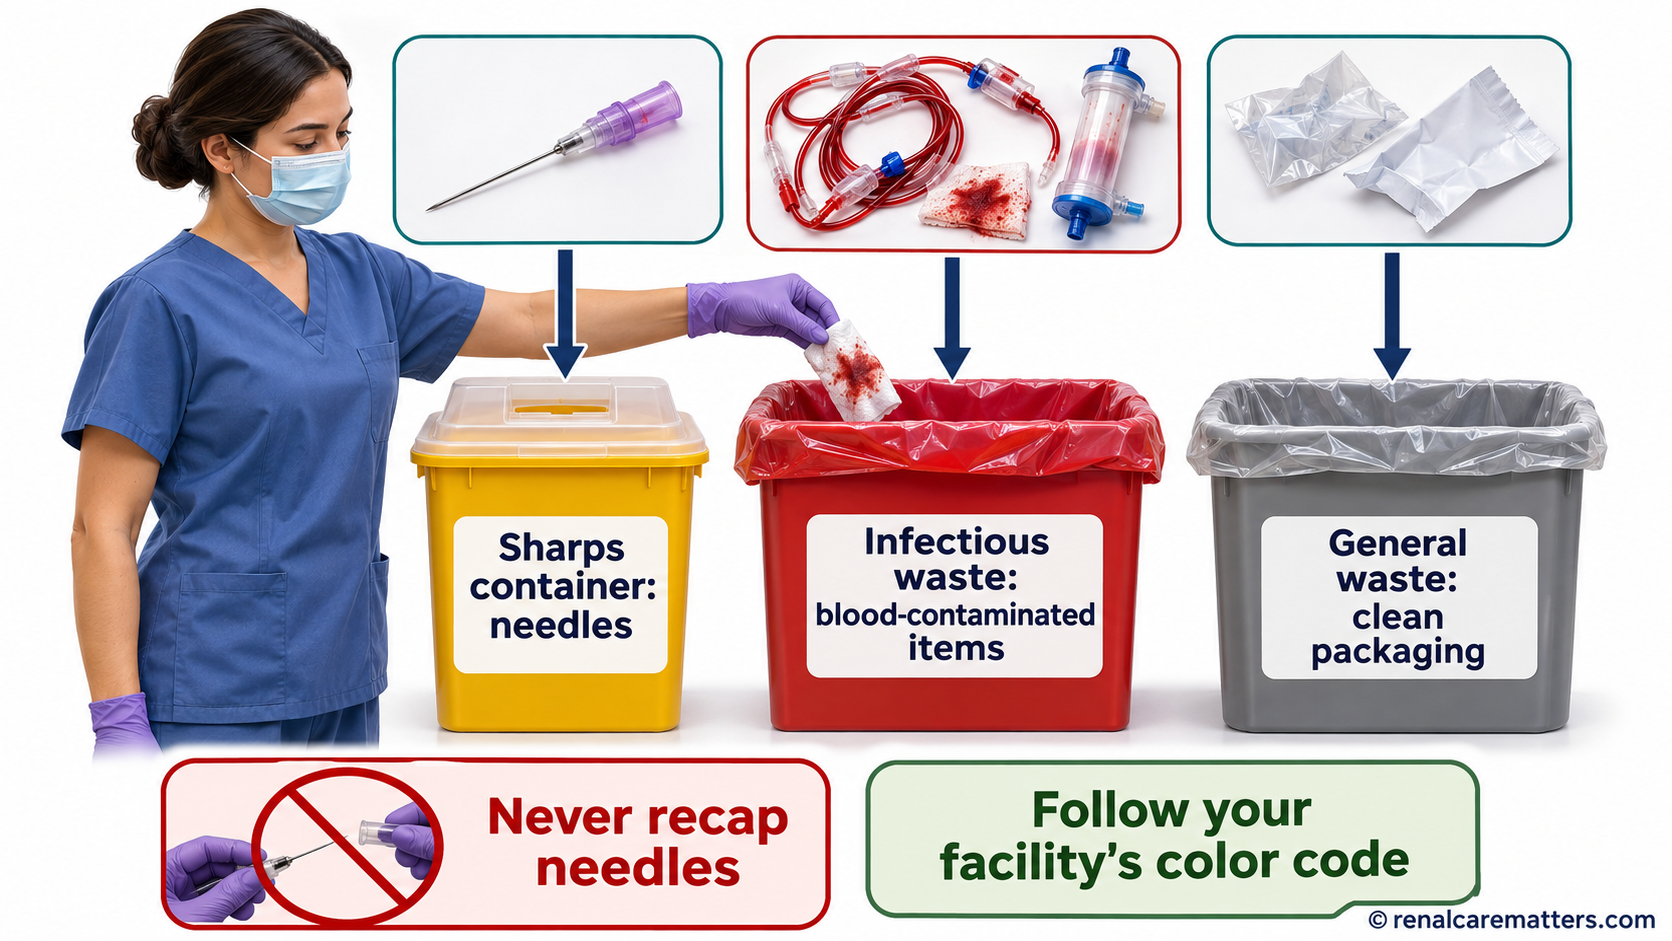 Sharps
container:
needles
Infectious
waste:
blood-contaminated
items
General
waste:
clean
packaging
Never recap
needles
Follow your
facility's color code
© renalcarematters.com